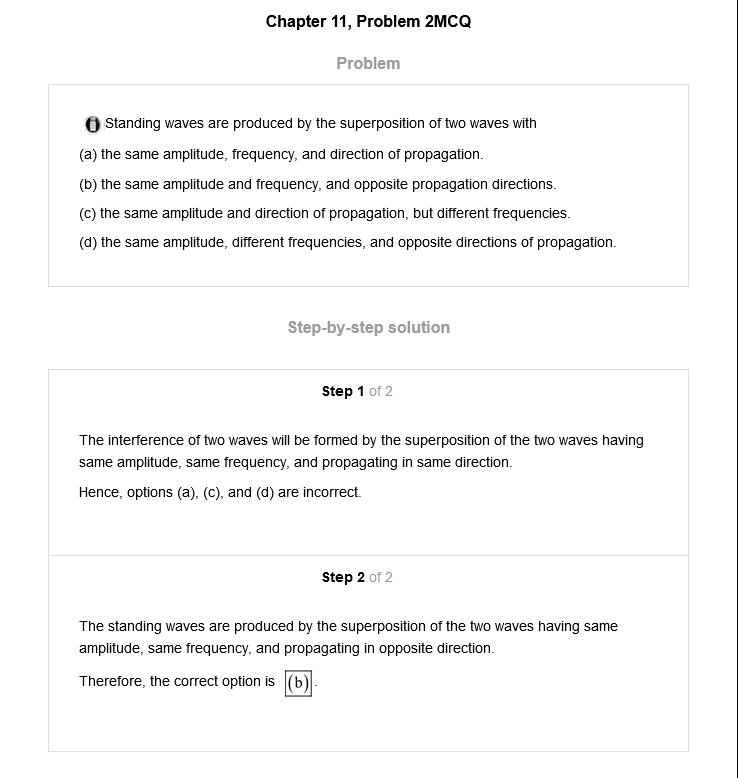 Chapter 11, Problem 2MCQ
Problem
Standing waves are produced by the superposition of two waves with
(a) the same amplitude, frequency, and direction of propagation.
(b) the same amplitude and frequency, and opposite propagation directions.
(c) the same amplitude and direction of propagation, but different frequencies.
(d) the same amplitude, different frequencies, and opposite directions of propagation.
Step-by-step solution
Step 1 of 2
The interference of two waves will be formed by the superposition of the two waves having
same amplitude, same frequency, and propagating in same direction.
Hence, options (a), (c), and (d) are incorrect.
Step 2 of 2
The standing waves are produced by the superposition of the two waves having same
amplitude, same frequency, and propagating in opposite direction.
Therefore, the correct option is (b).